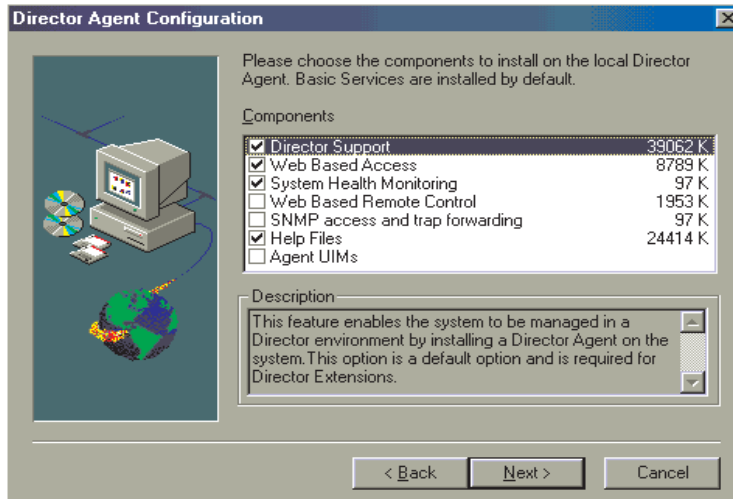 Director Agent Configuration
Please choose the components to install on the local Director
Agent. Basic Services are installed by default.
Components
Director Support 39062 K
Web Based Access 8789 K
System Health Monitoring 97 K
Web Based Remote Control 1953 K
SNMP access and trap forwarding 97 K
Help Files 24414 K
Agent UIMs
Description
This feature enables the system to be managed in a
Director environment by installing a Director Agent on the
system.This option is a default option and is required for
Director Extensions.
< Back Next > Cancel